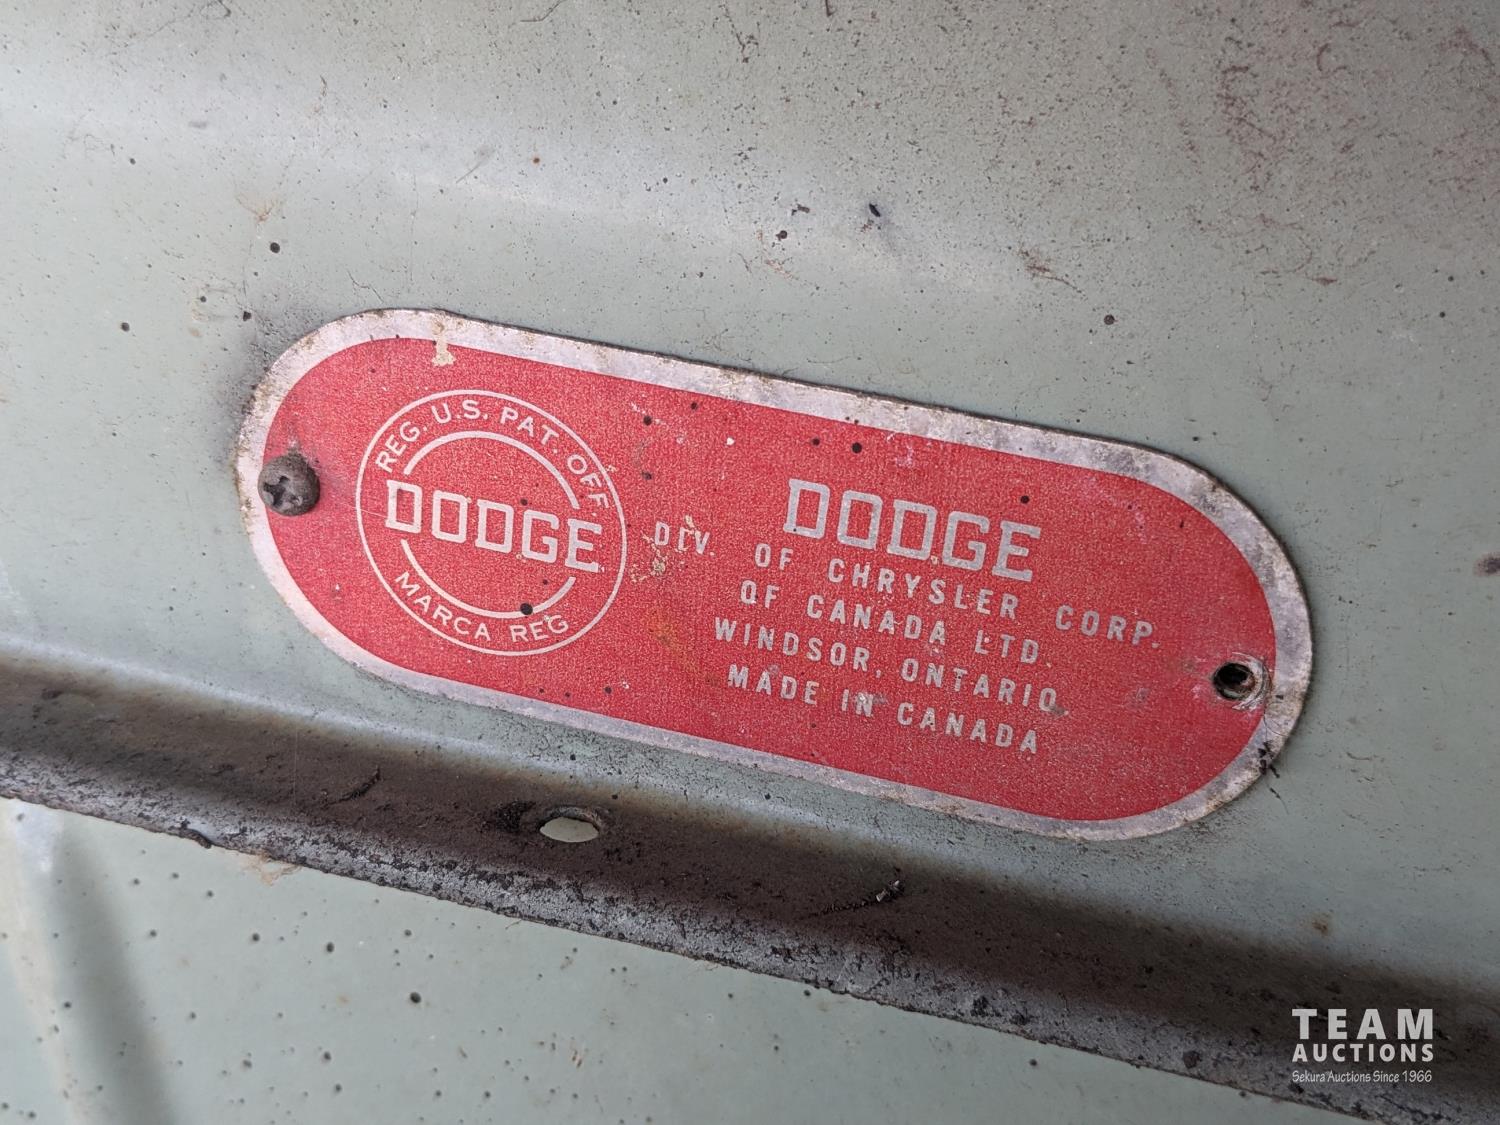 REG. U.S. PAT. OFF.
DODGE
MARCA REG
DODGE
DIV. OF CHRYSLER CORP.
OF CANADA LTD.
WINDSOR, ONTARIO.
MADE IN CANADA
TEAM
AUCTIONS
Sekura Auctions Since 1966